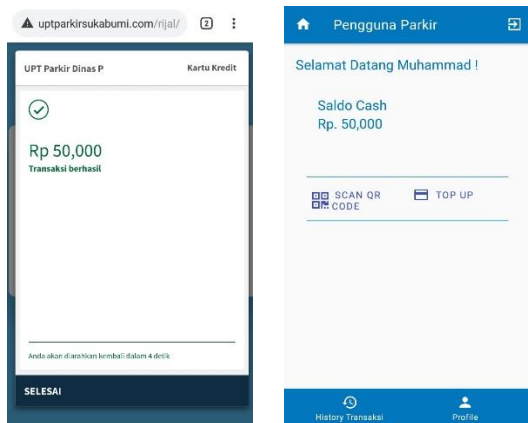 uptparkirsukabumi.com/rijal/
2
UPT Parkir Dinas P
Kartu Kredit
Rp 50,000
Transaksi berhasil
Anda akan diarahkan kembali dalam 4 detik
SELESAI
Pengguna Parkir
Selamat Datang Muhammad !
Saldo Cash
Rp. 50,000
SCAN QR
CODE
TOP UP
History Transaksi
Profile